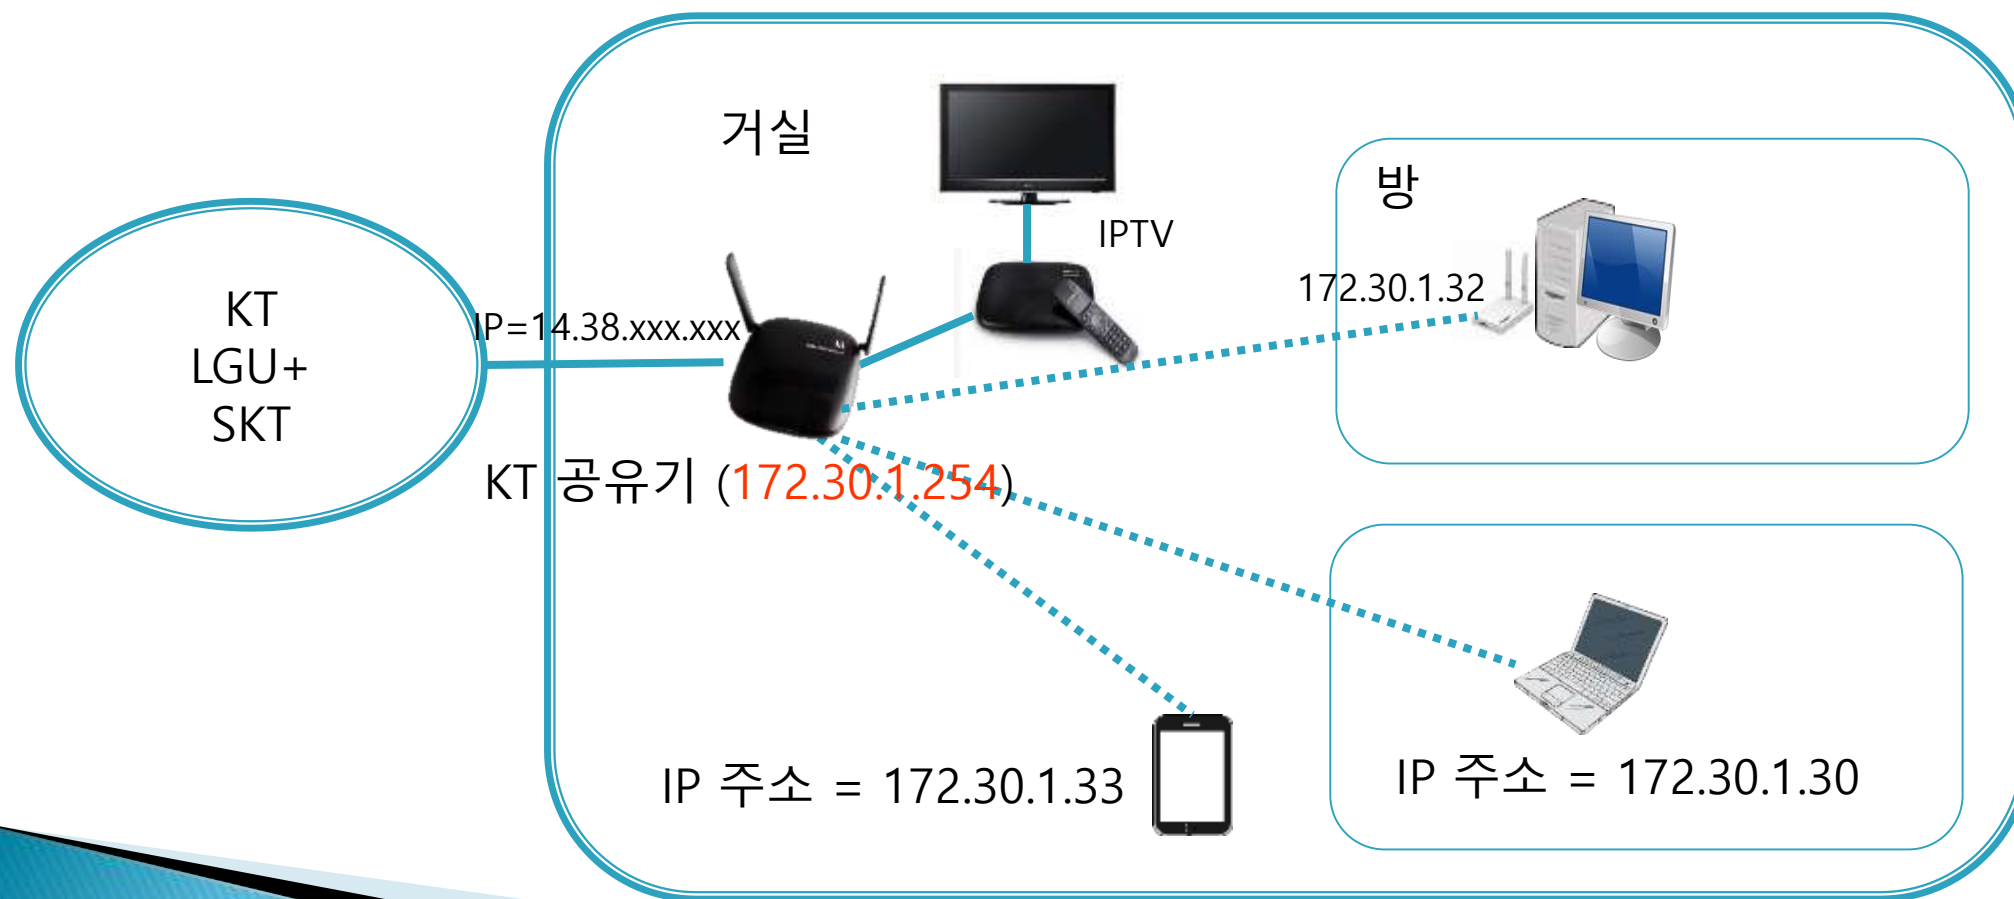 거실
방
IPTV
172.30.1.32
KT
LGU+
SKT
IP=14.38.xxx.xxx
KT 공유기 (172.30.1.254)
IP 주소 = 172.30.1.33
IP 주소 = 172.30.1.30